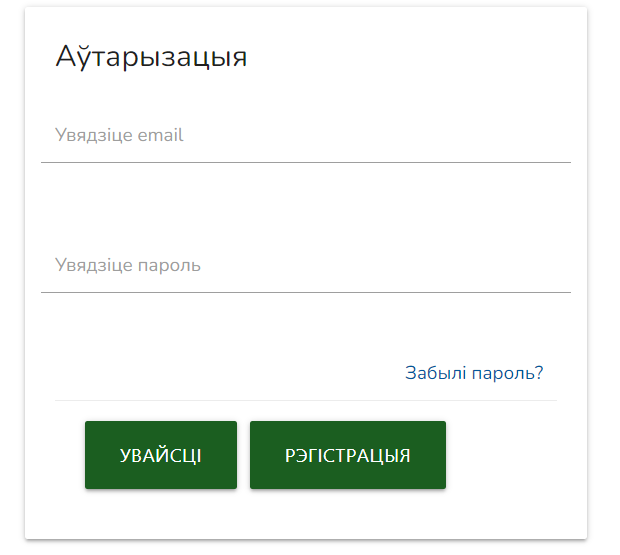 Аўтарызацыя
Увядзіце email
Увядзіце пароль
Забылі пароль?
УВАЙСЦІ РЭГІСТРАЦЫЯ